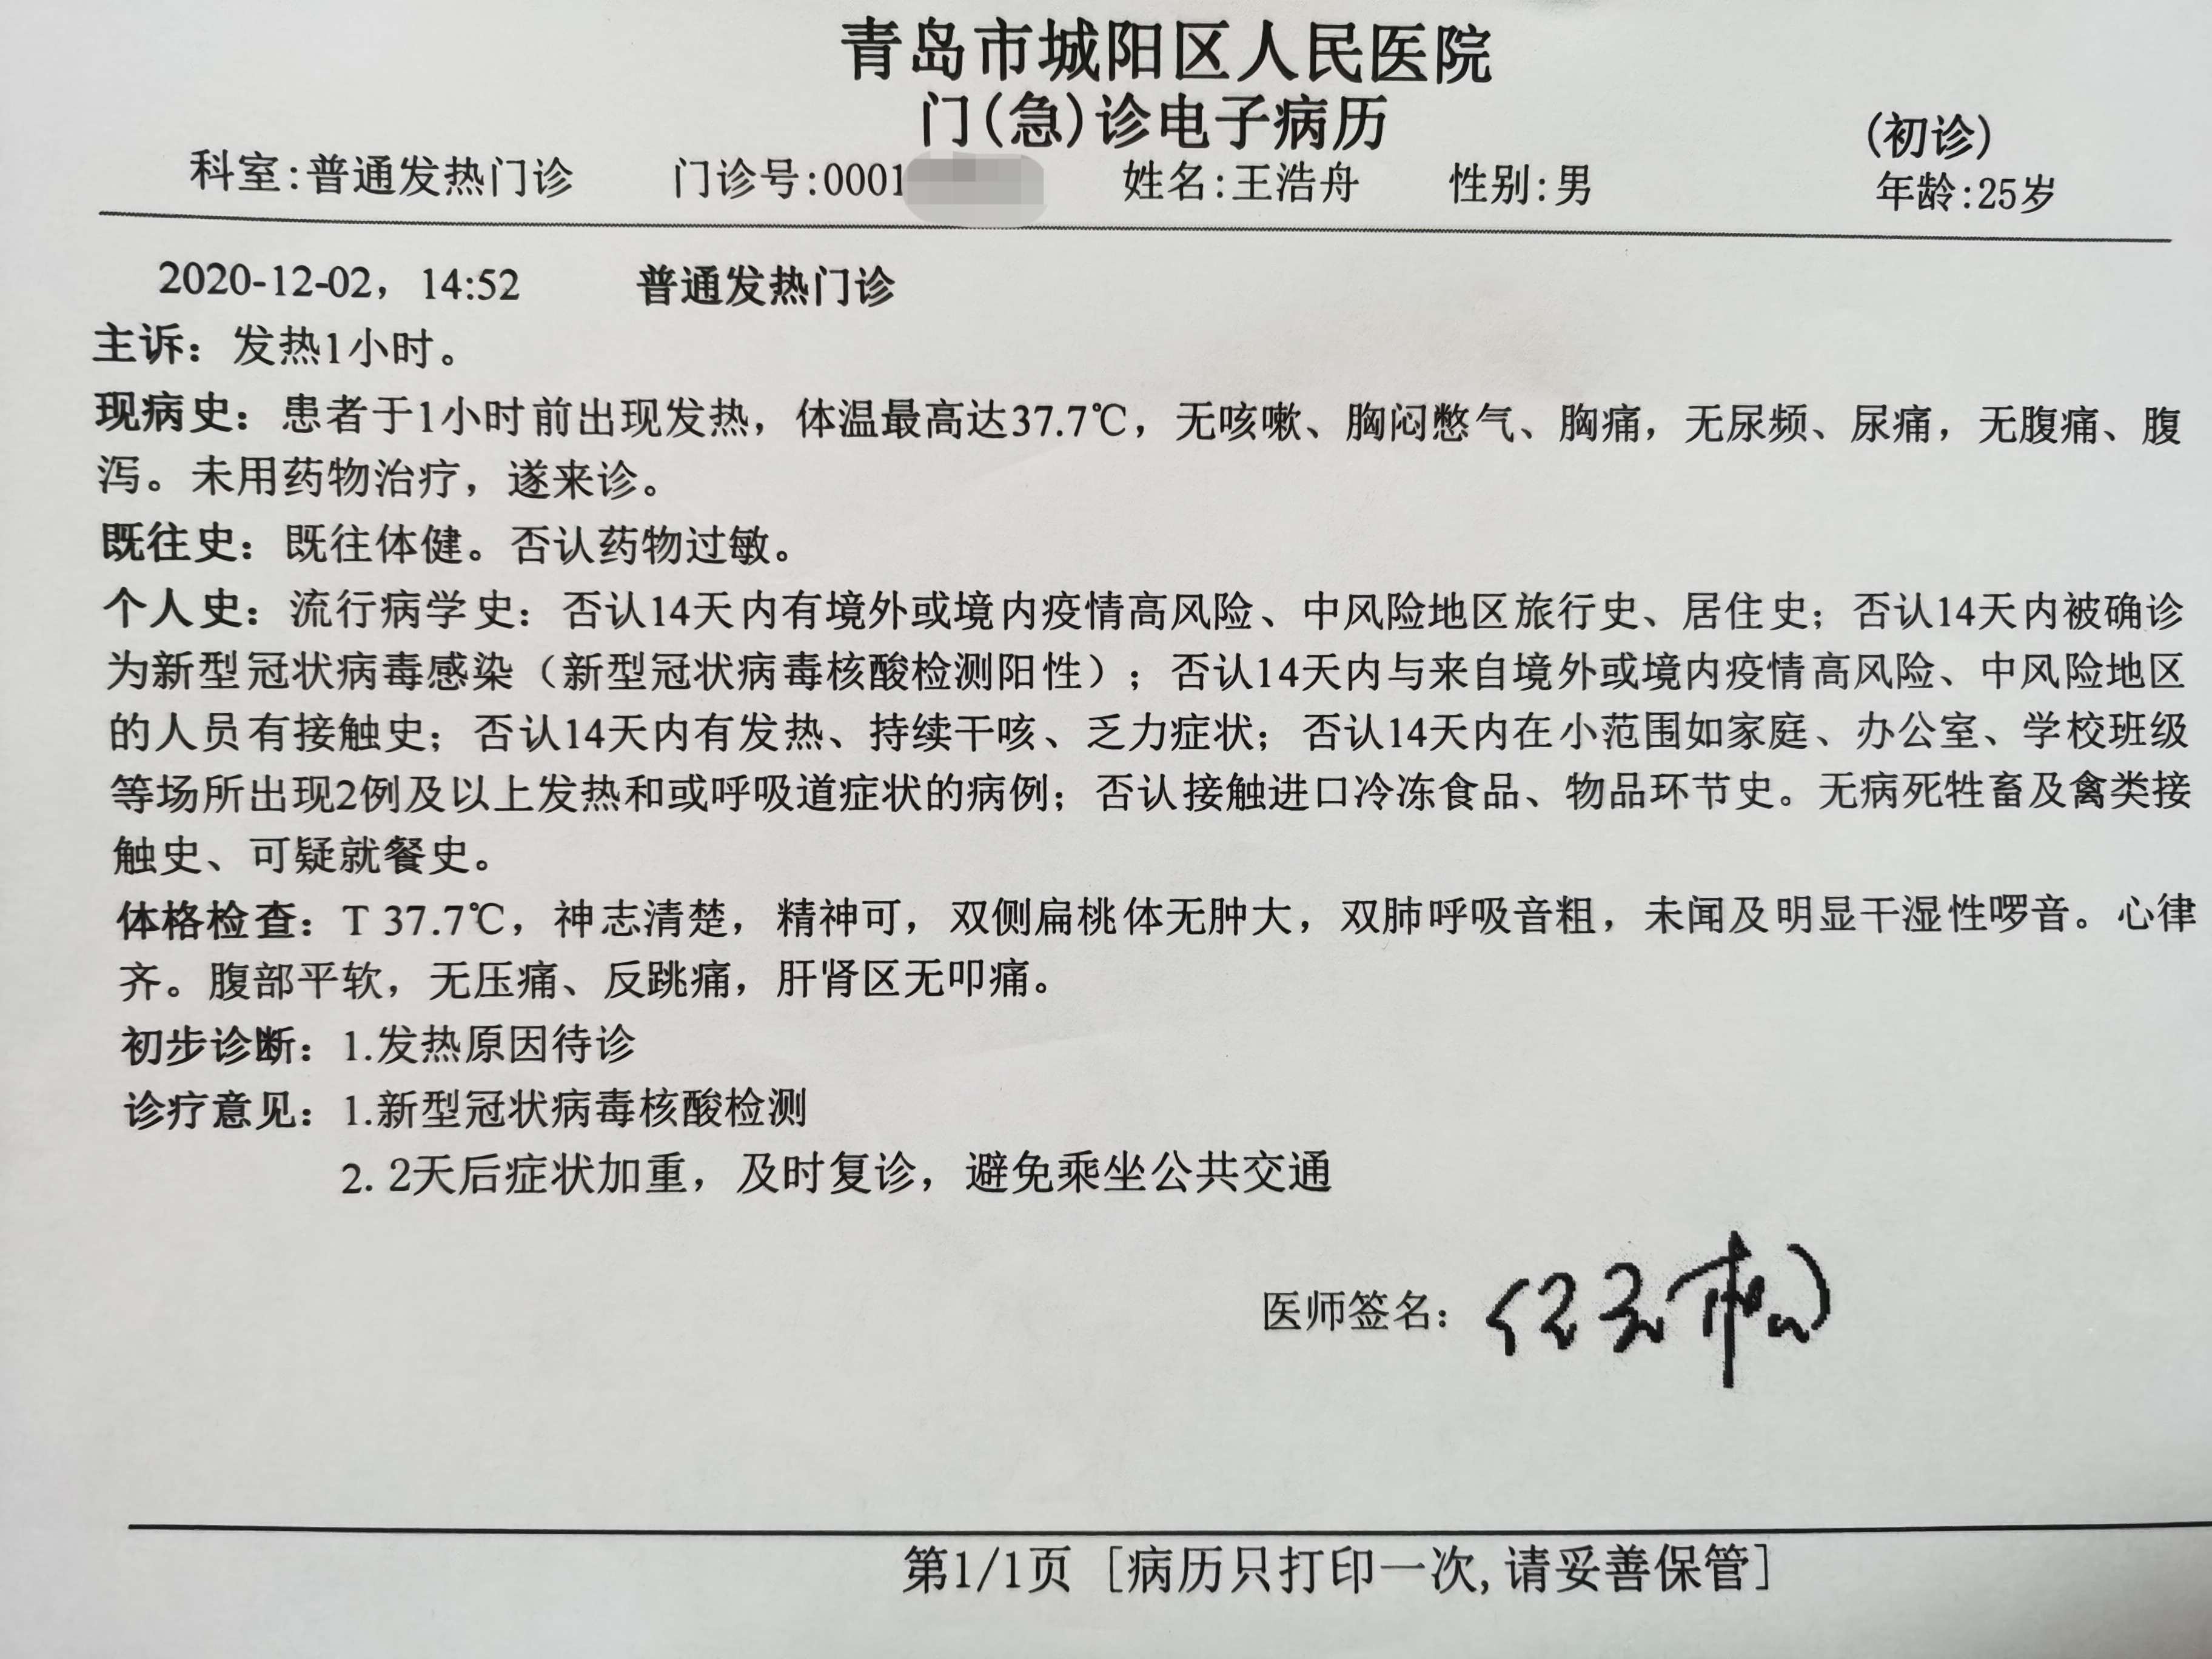 青岛市城阳区人民医院
门(急)诊电子病历
(初诊)
科室:普通发热门诊 门诊号:0001 姓名:王浩舟 性别:男 年龄:25岁
2020-12-02, 14:52 普通发热门诊
主诉：发热1小时。
现病史：患者于1小时前出现发热，体温最高达37.7℃，无咳嗽、胸闷憋气、胸痛，无尿频、尿痛，无腹痛、腹
泻。未用药物治疗，遂来诊。
既往史：既往体健。否认药物过敏。
个人史：流行病学史：否认14天内有境外或境内疫情高风险、中风险地区旅行史、居住史；否认14天内被确诊
为新型冠状病毒感染（新型冠状病毒核酸检测阳性）；否认14天内与来自境外或境内疫情高风险、中风险地区
的人员有接触史；否认14天内有发热、持续干咳、乏力症状；否认14天内在小范围如家庭、办公室、学校班级
等场所出现2例及以上发热和或呼吸道症状的病例；否认接触进口冷冻食品、物品环节史。无病死牲畜及禽类接
触史、可疑就餐史。
体格检查：T 37.7℃，神志清楚，精神可，双侧扁桃体无肿大，双肺呼吸音粗，未闻及明显干湿性啰音。心律
齐。腹部平软，无压痛、反跳痛，肝肾区无叩痛。
初步诊断：1.发热原因待诊
诊疗意见：1.新型冠状病毒核酸检测
2. 2天后症状加重，及时复诊，避免乘坐公共交通
医师签名：
第1/1页 [病历只打印一次,请妥善保管]